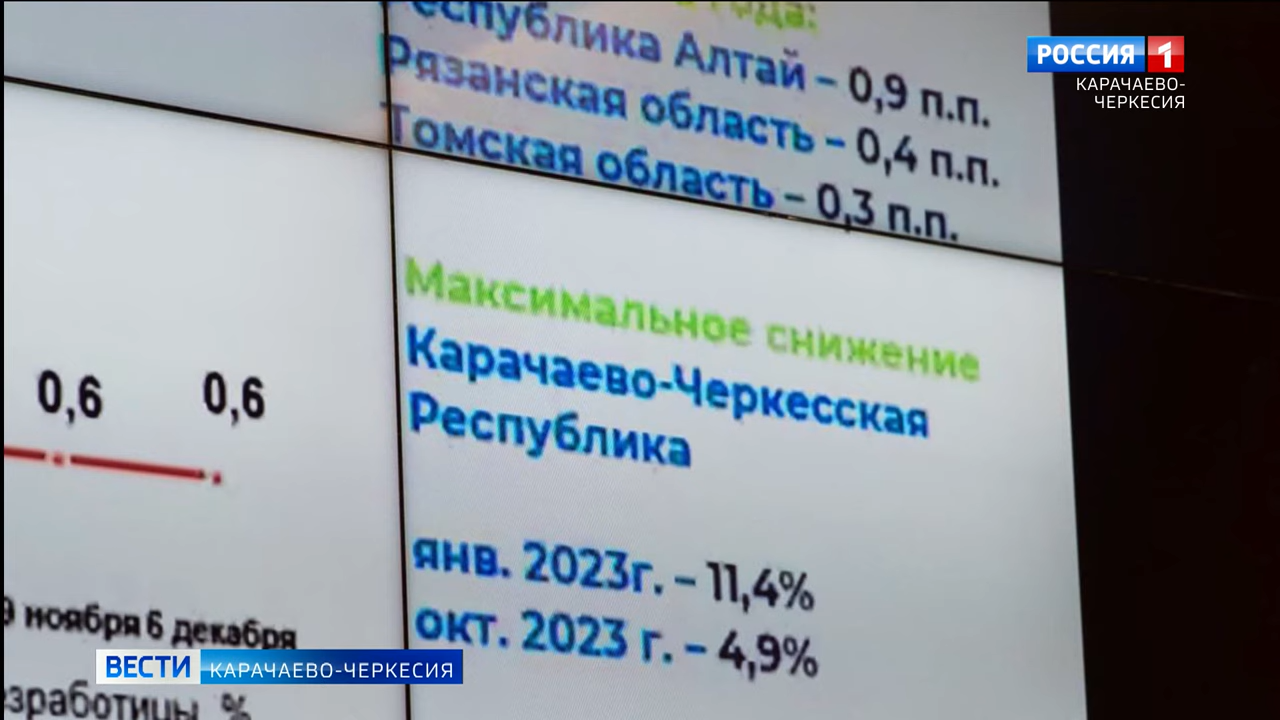 года:
Республика Алтай – 0,9 п.п.
Рязанская область – 0,4 п.п.
Томская область – 0,3 п.п.
Максимальное снижение
Карачаево-Черкесская
Республика
янв. 2023г. – 11,4%
окт. 2023 г. – 4,9%
0,6 0,6
ноября 6 декабря
%
РОССИЯ 1
КАРАЧАЕВО-
ЧЕРКЕСИЯ
ВЕСТИ КАРАЧАЕВО-ЧЕРКЕСИЯ